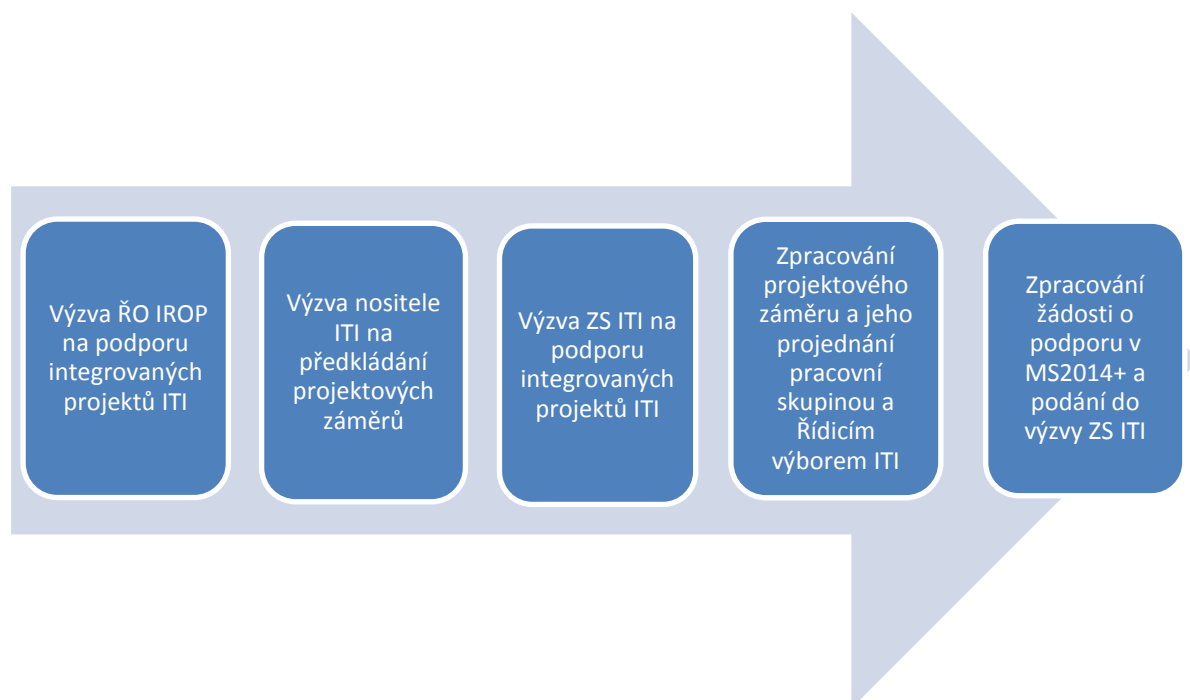 Výzva ŘO IROP
na podporu
integrovaných
projektů ITI
Výzva nositele
ITI na
předkládání
projektových
záměrů
Výzva ZS ITI na
podporu
integrovaných
projektů ITI
Zpracování
projektového
záměru a jeho
projednání
pracovní
skupinou a
Řídicím
výborem ITI
Zpracování
žádosti o
podporu v
MS2014+ a
podání do
výzvy ZS ITI